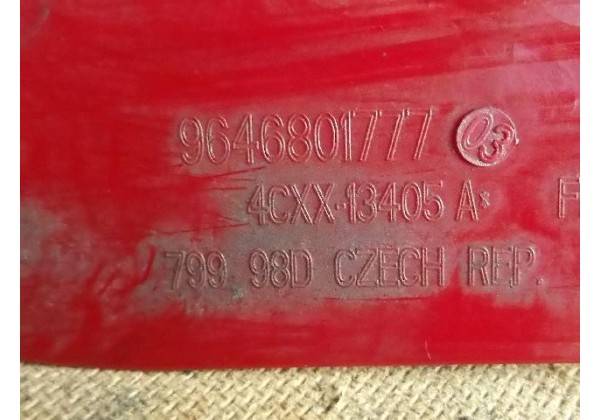 9646801777 03
4CXX-13405 A* F
799 98D CZECH REP.